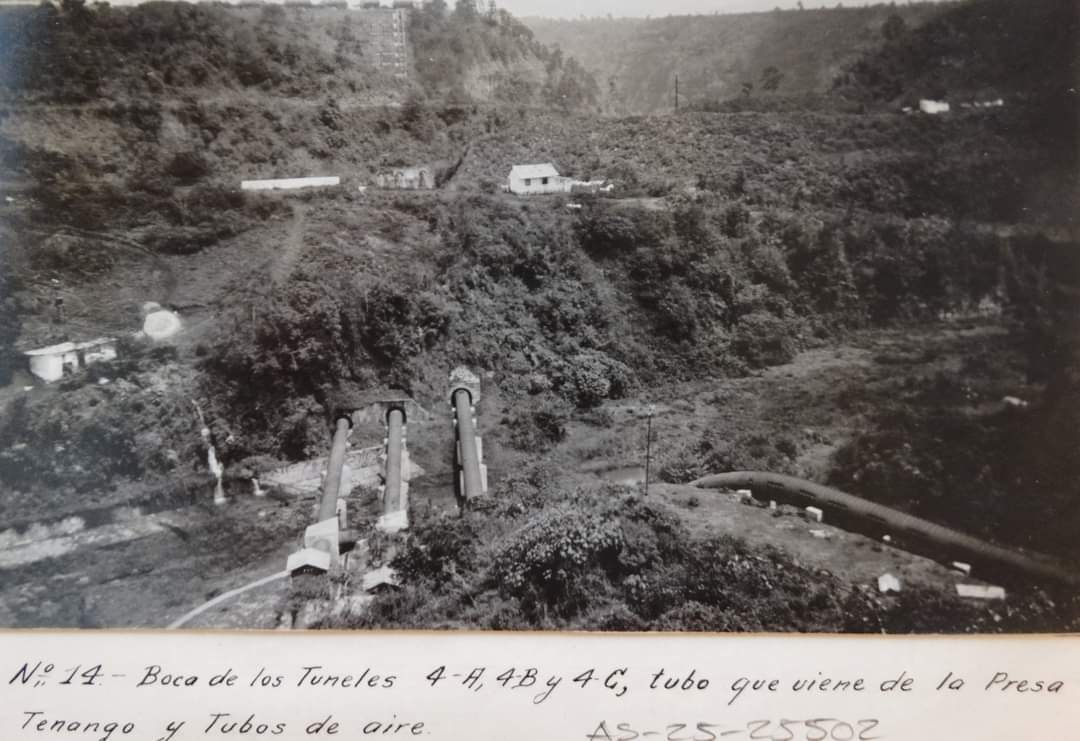 Nº 14.- Boca de los Tuneles 4-A, 4-B y 4-C, tubo que viene de la Presa
Tenango y Tubos de aire.
AS-25-25502